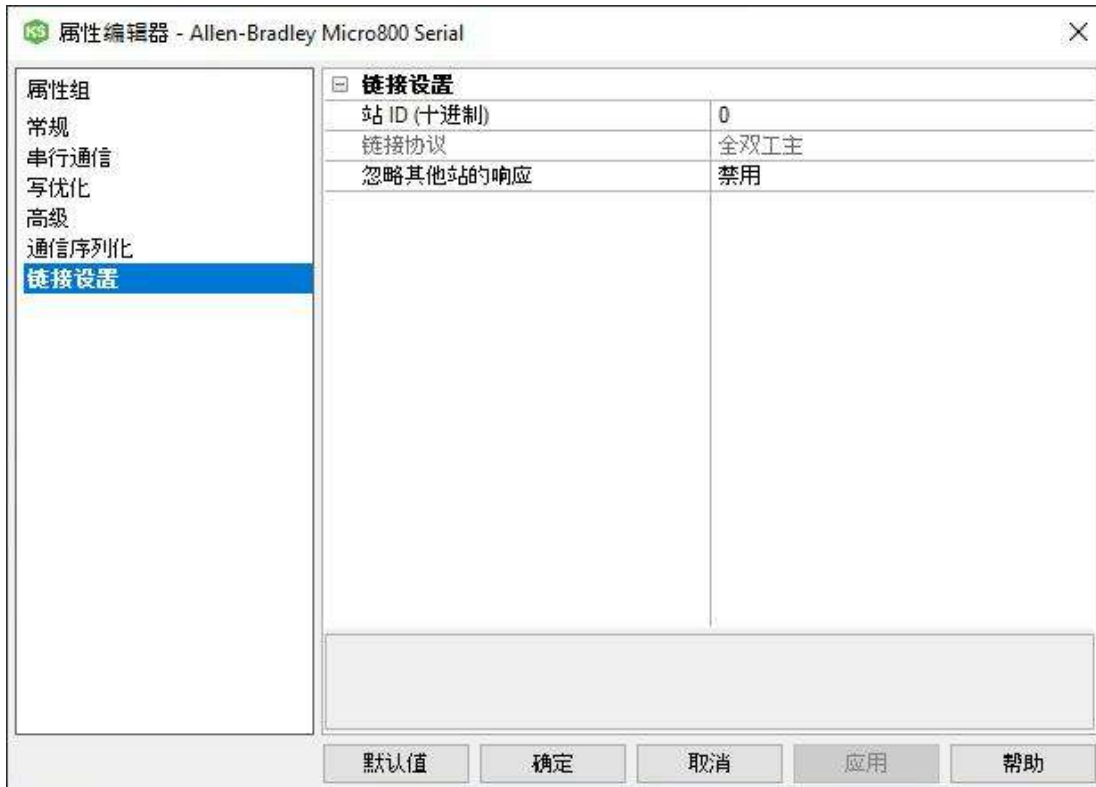 属性编辑器 - Allen-Bradley Micro800 Serial
属性组
常规
串行通信
写优化
高级
通信序列化
链接设置
链接设置
站 ID (十进制) 0
链接协议 全双工主
忽略其他站的响应 禁用
默认值 确定 取消 应用 帮助